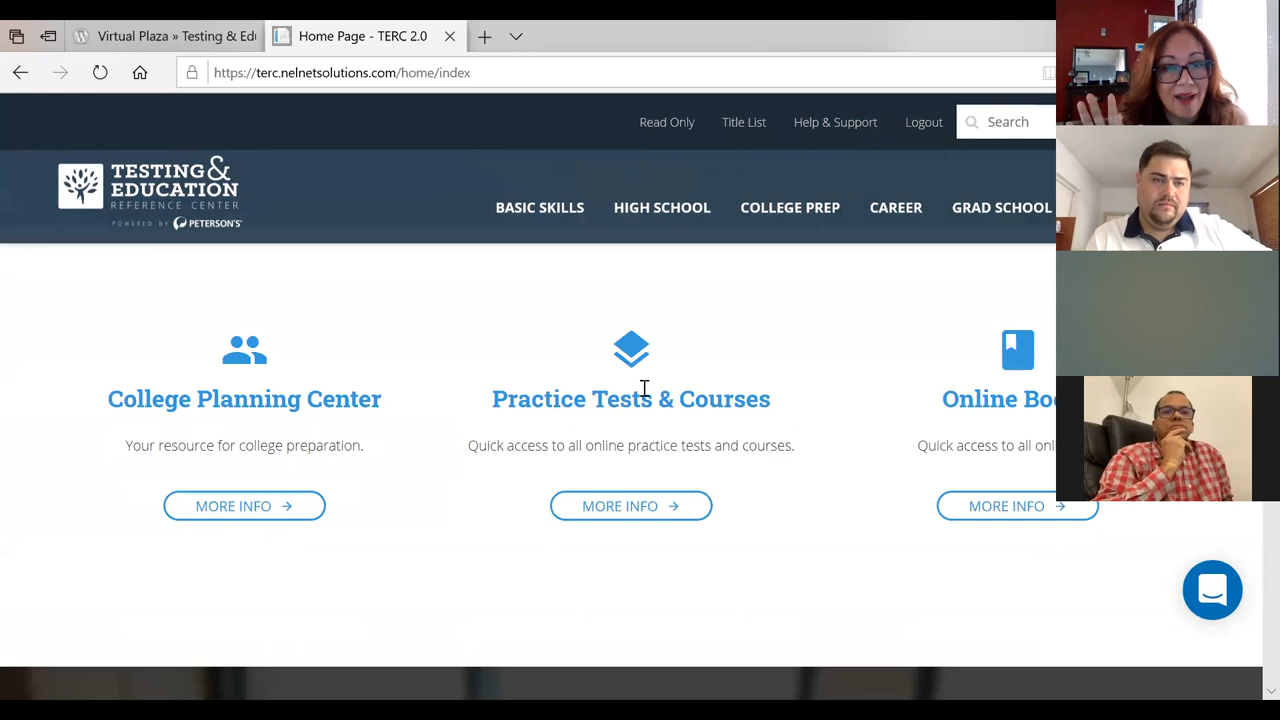 Virtual Plaza » Testing & Edu
Home Page - TERC 2.0
https://terc.nelnetsolutions.com/home/index
Read Only
Title List
Help & Support
Logout
Search
TESTING &
EDUCATION
REFERENCE CENTER
POWERED BY PETERSON'S
BASIC SKILLS
HIGH SCHOOL
COLLEGE PREP
CAREER
GRAD SCHOOL
College Planning Center
Your resource for college preparation.
MORE INFO
Practice Tests & Courses
Quick access to all online practice tests and courses.
MORE INFO
Online Bo
Quick access to all onl
MORE INFO